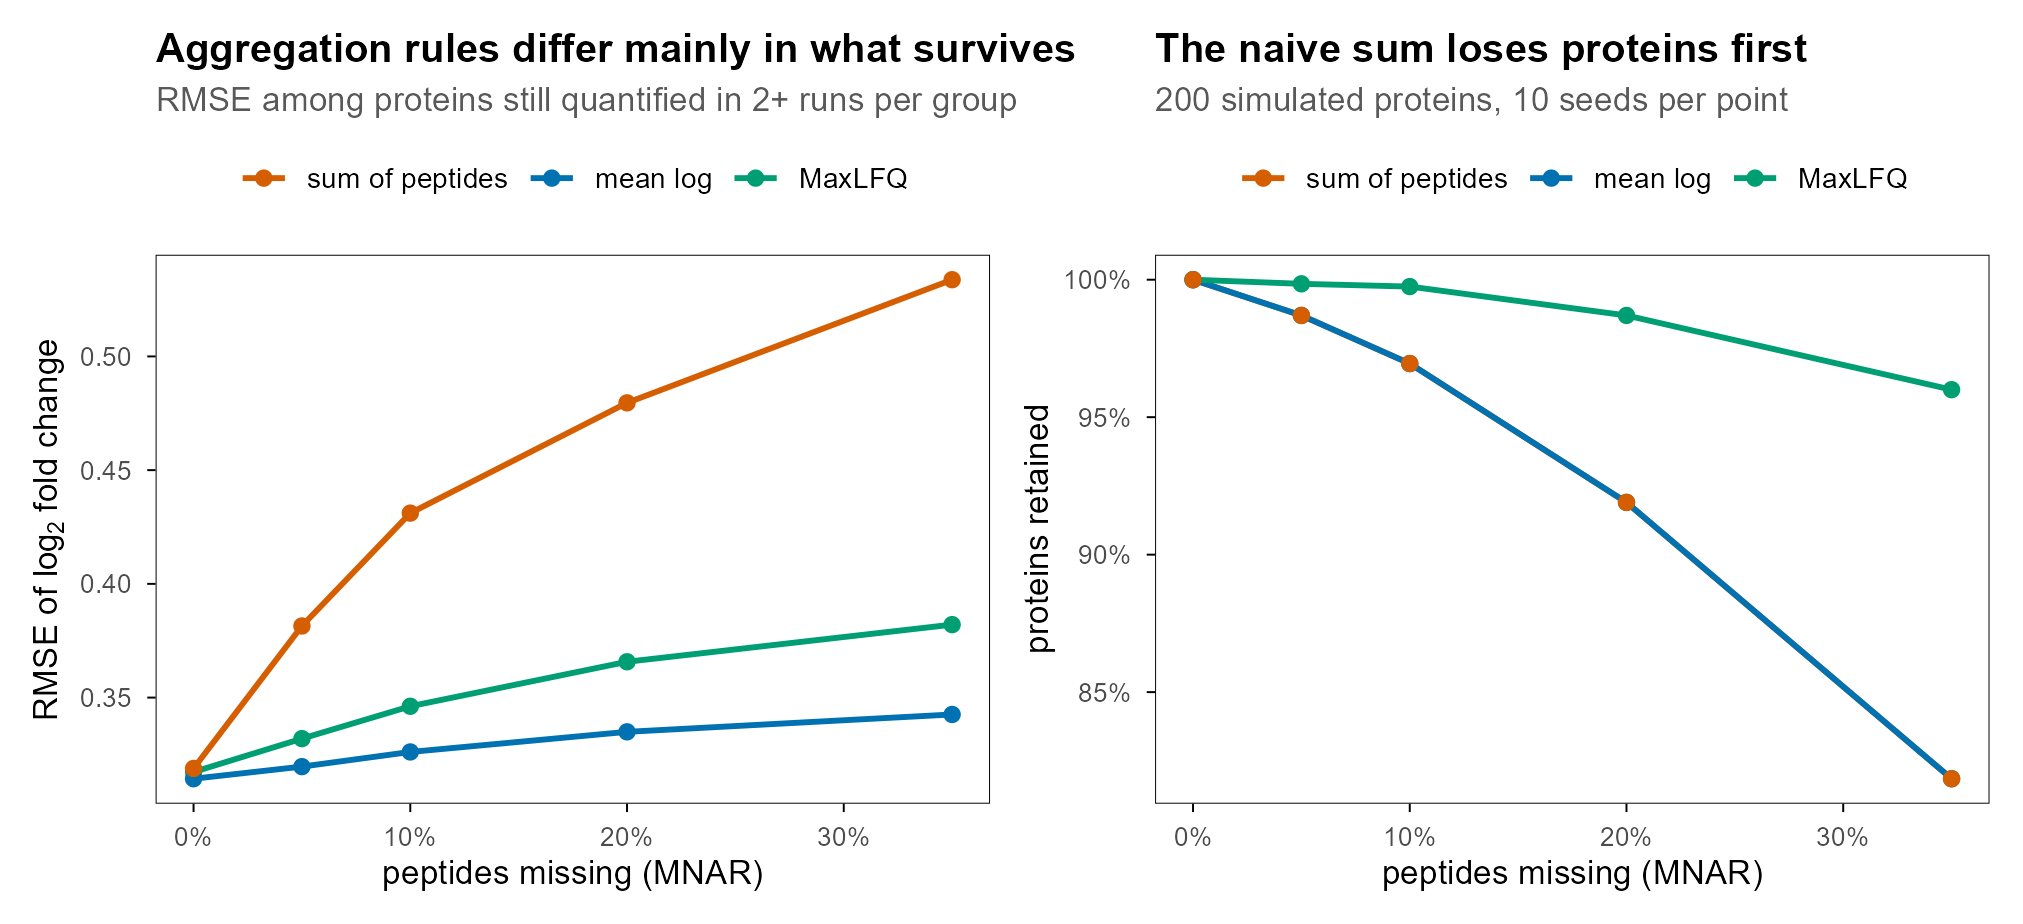 Aggregation rules differ mainly in what survives
RMSE among proteins still quantified in 2+ runs per group
sum of peptides mean log MaxLFQ
RMSE of log₂ fold change
0.50
0.45
0.40
0.35
0% 10% 20% 30%
peptides missing (MNAR)
The naive sum loses proteins first
200 simulated proteins, 10 seeds per point
sum of peptides mean log MaxLFQ
proteins retained
100%
95%
90%
85%
0% 10% 20% 30%
peptides missing (MNAR)